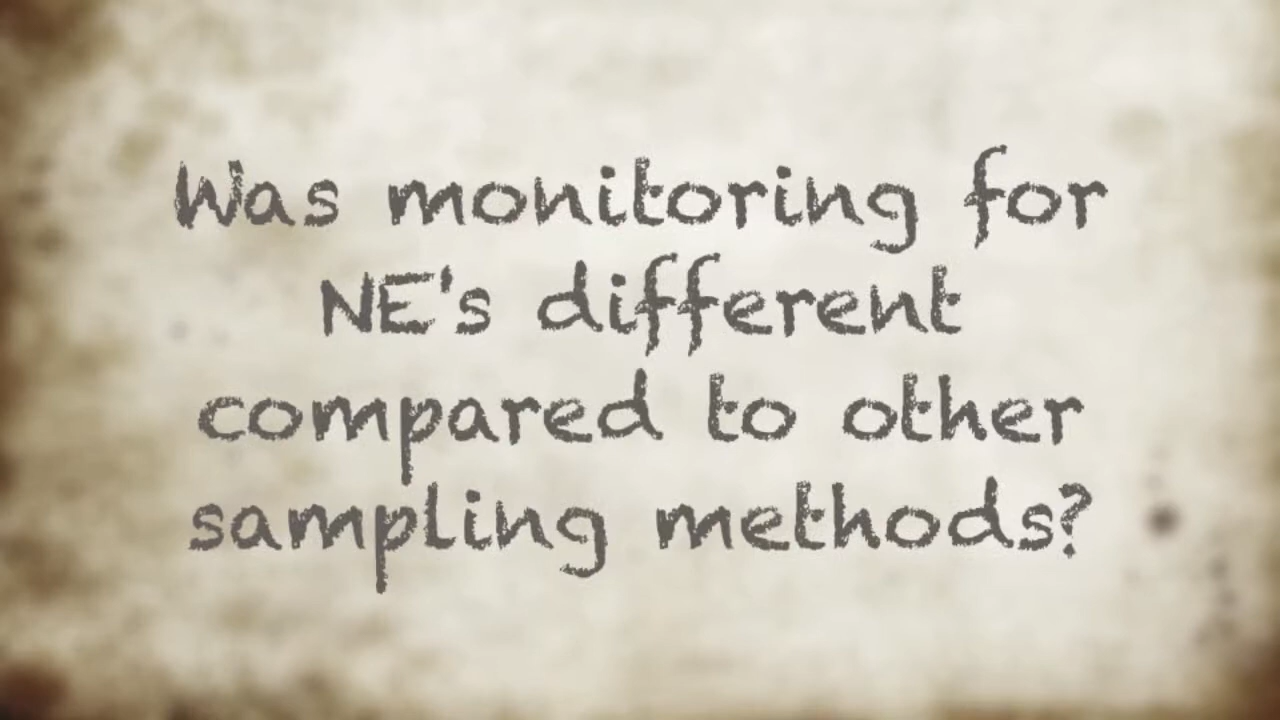 Was monitoring for
NE's different
compared to other
sampling methods?